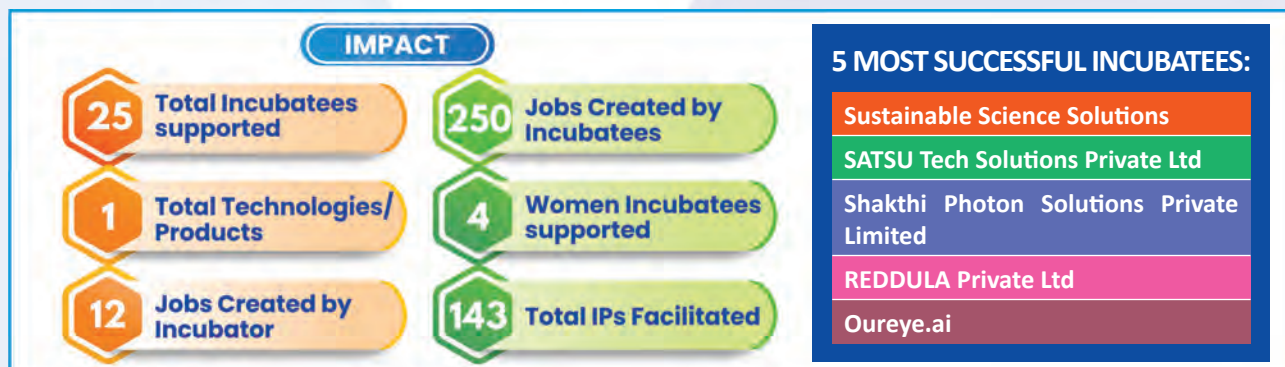 IMPACT
25
Total Incubatees
supported
250
Jobs Created by
Incubatees
1
Total Technologies/
Products
4
Women Incubatees
supported
12
Jobs Created by
Incubator
143
Total IPs Facilitated
5 MOST SUCCESSFUL INCUBATEES:
Sustainable Science Solutions
SATSU Tech Solutions Private Ltd
Shakthi Photon Solutions Private
Limited
REDDULA Private Ltd
Oureye.ai